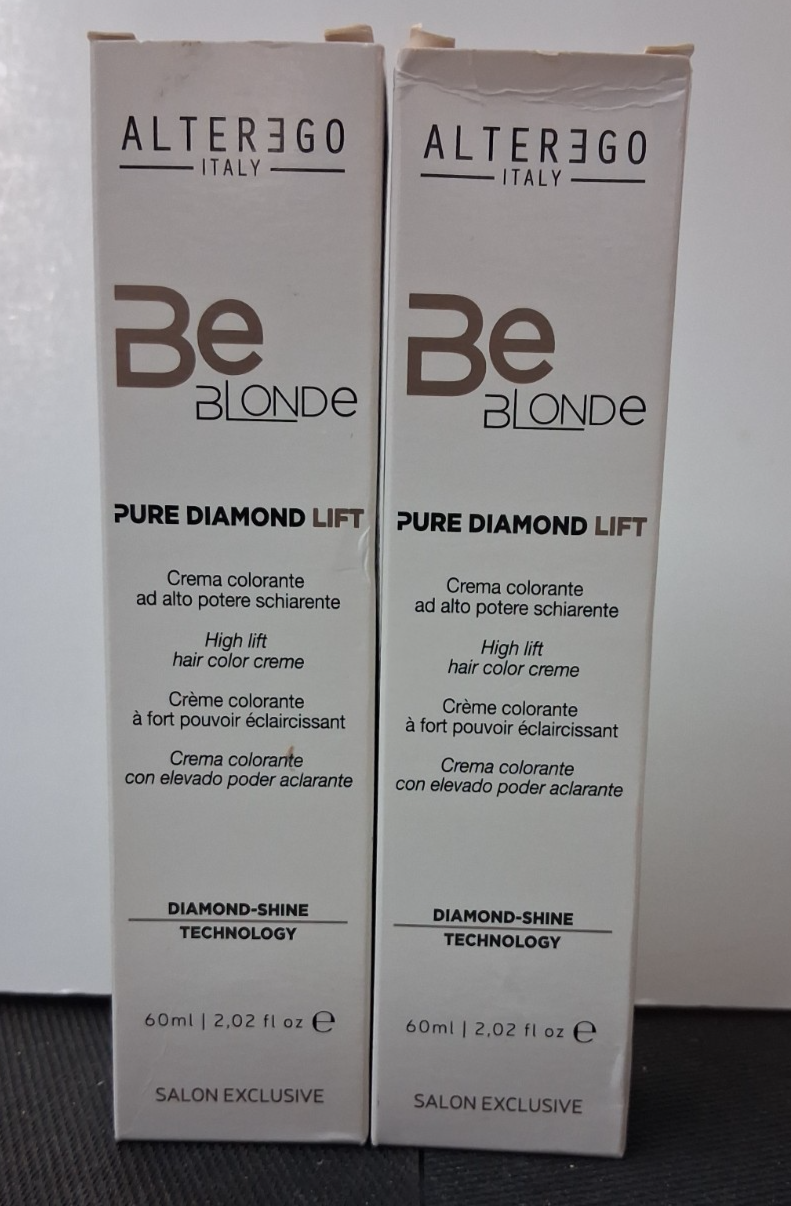 ALTERƎGO
ITALY
Be
BLONDe
PURE DIAMOND LIFT
Crema colorante
ad alto potere schiarente
High lift
hair color creme
Crème colorante
à fort pouvoir éclaircissant
Crema colorante
con elevado poder aclarante
DIAMOND-SHINE
TECHNOLOGY
60ml | 2,02 fl oz ℮
SALON EXCLUSIVE
ALTERƎGO
ITALY
Be
BLONDe
PURE DIAMOND LIFT
Crema colorante
ad alto potere schiarente
High lift
hair color creme
Crème colorante
à fort pouvoir éclaircissant
Crema colorante
con elevado poder aclarante
DIAMOND-SHINE
TECHNOLOGY
60ml | 2,02 fl oz ℮
SALON EXCLUSIVE